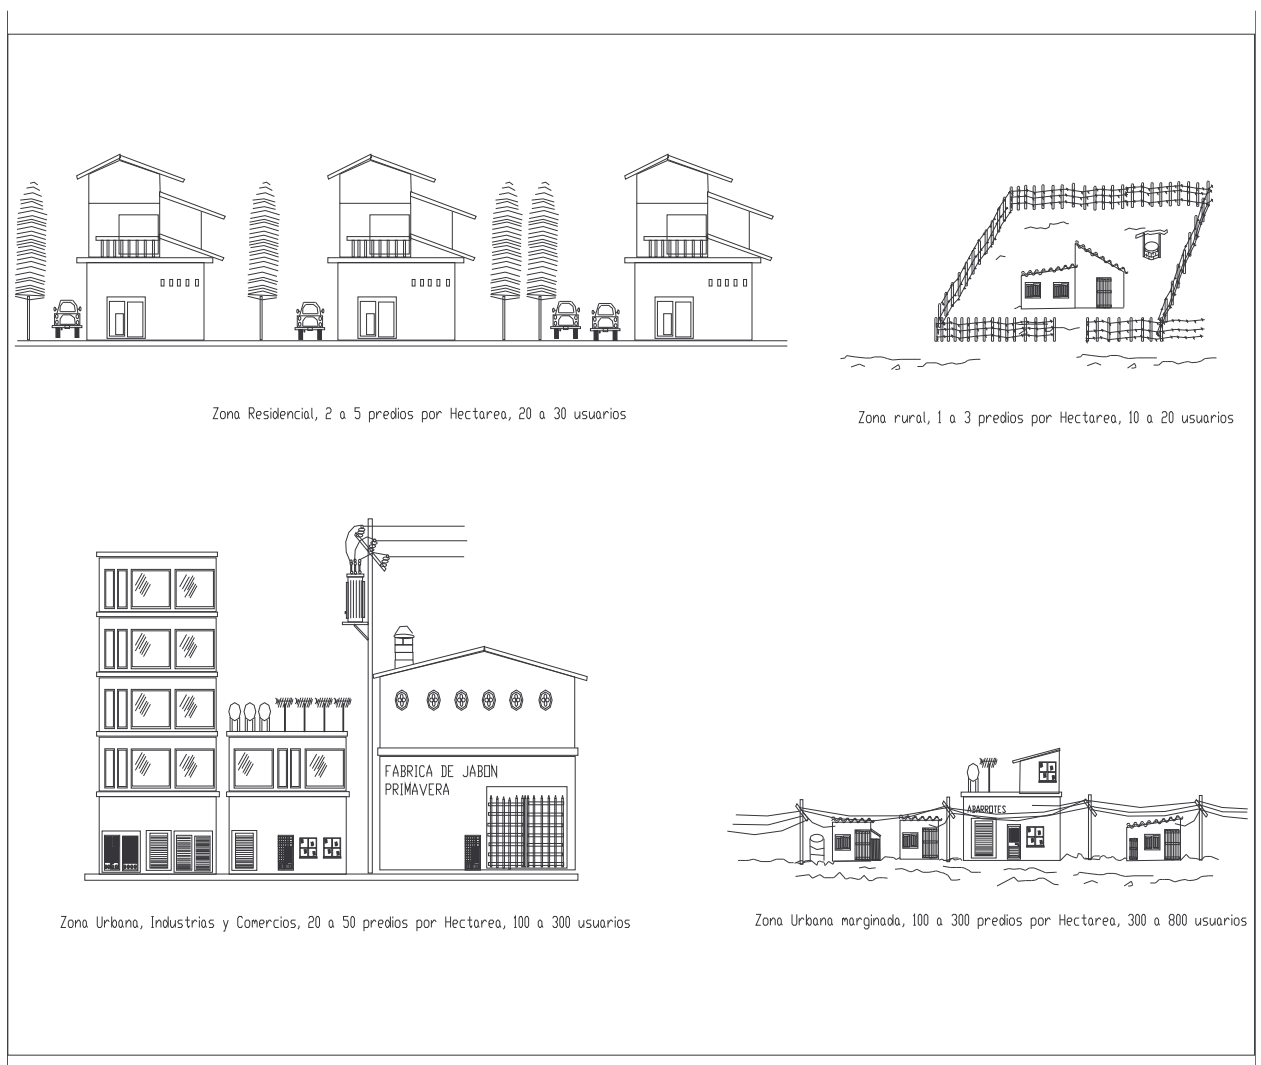 Zona Residencial, 2 a 5 predios por Hectarea, 20 a 30 usuarios
Zona rural, 1 a 3 predios por Hectarea, 10 a 20 usuarios
FABRICA DE JABON
PRIMAVERA
ABARROTES
Zona Urbana, Industrias y Comercios, 20 a 50 predios por Hectarea, 100 a 300 usuarios
Zona Urbana marginada, 100 a 300 predios por Hectarea, 300 a 800 usuarios